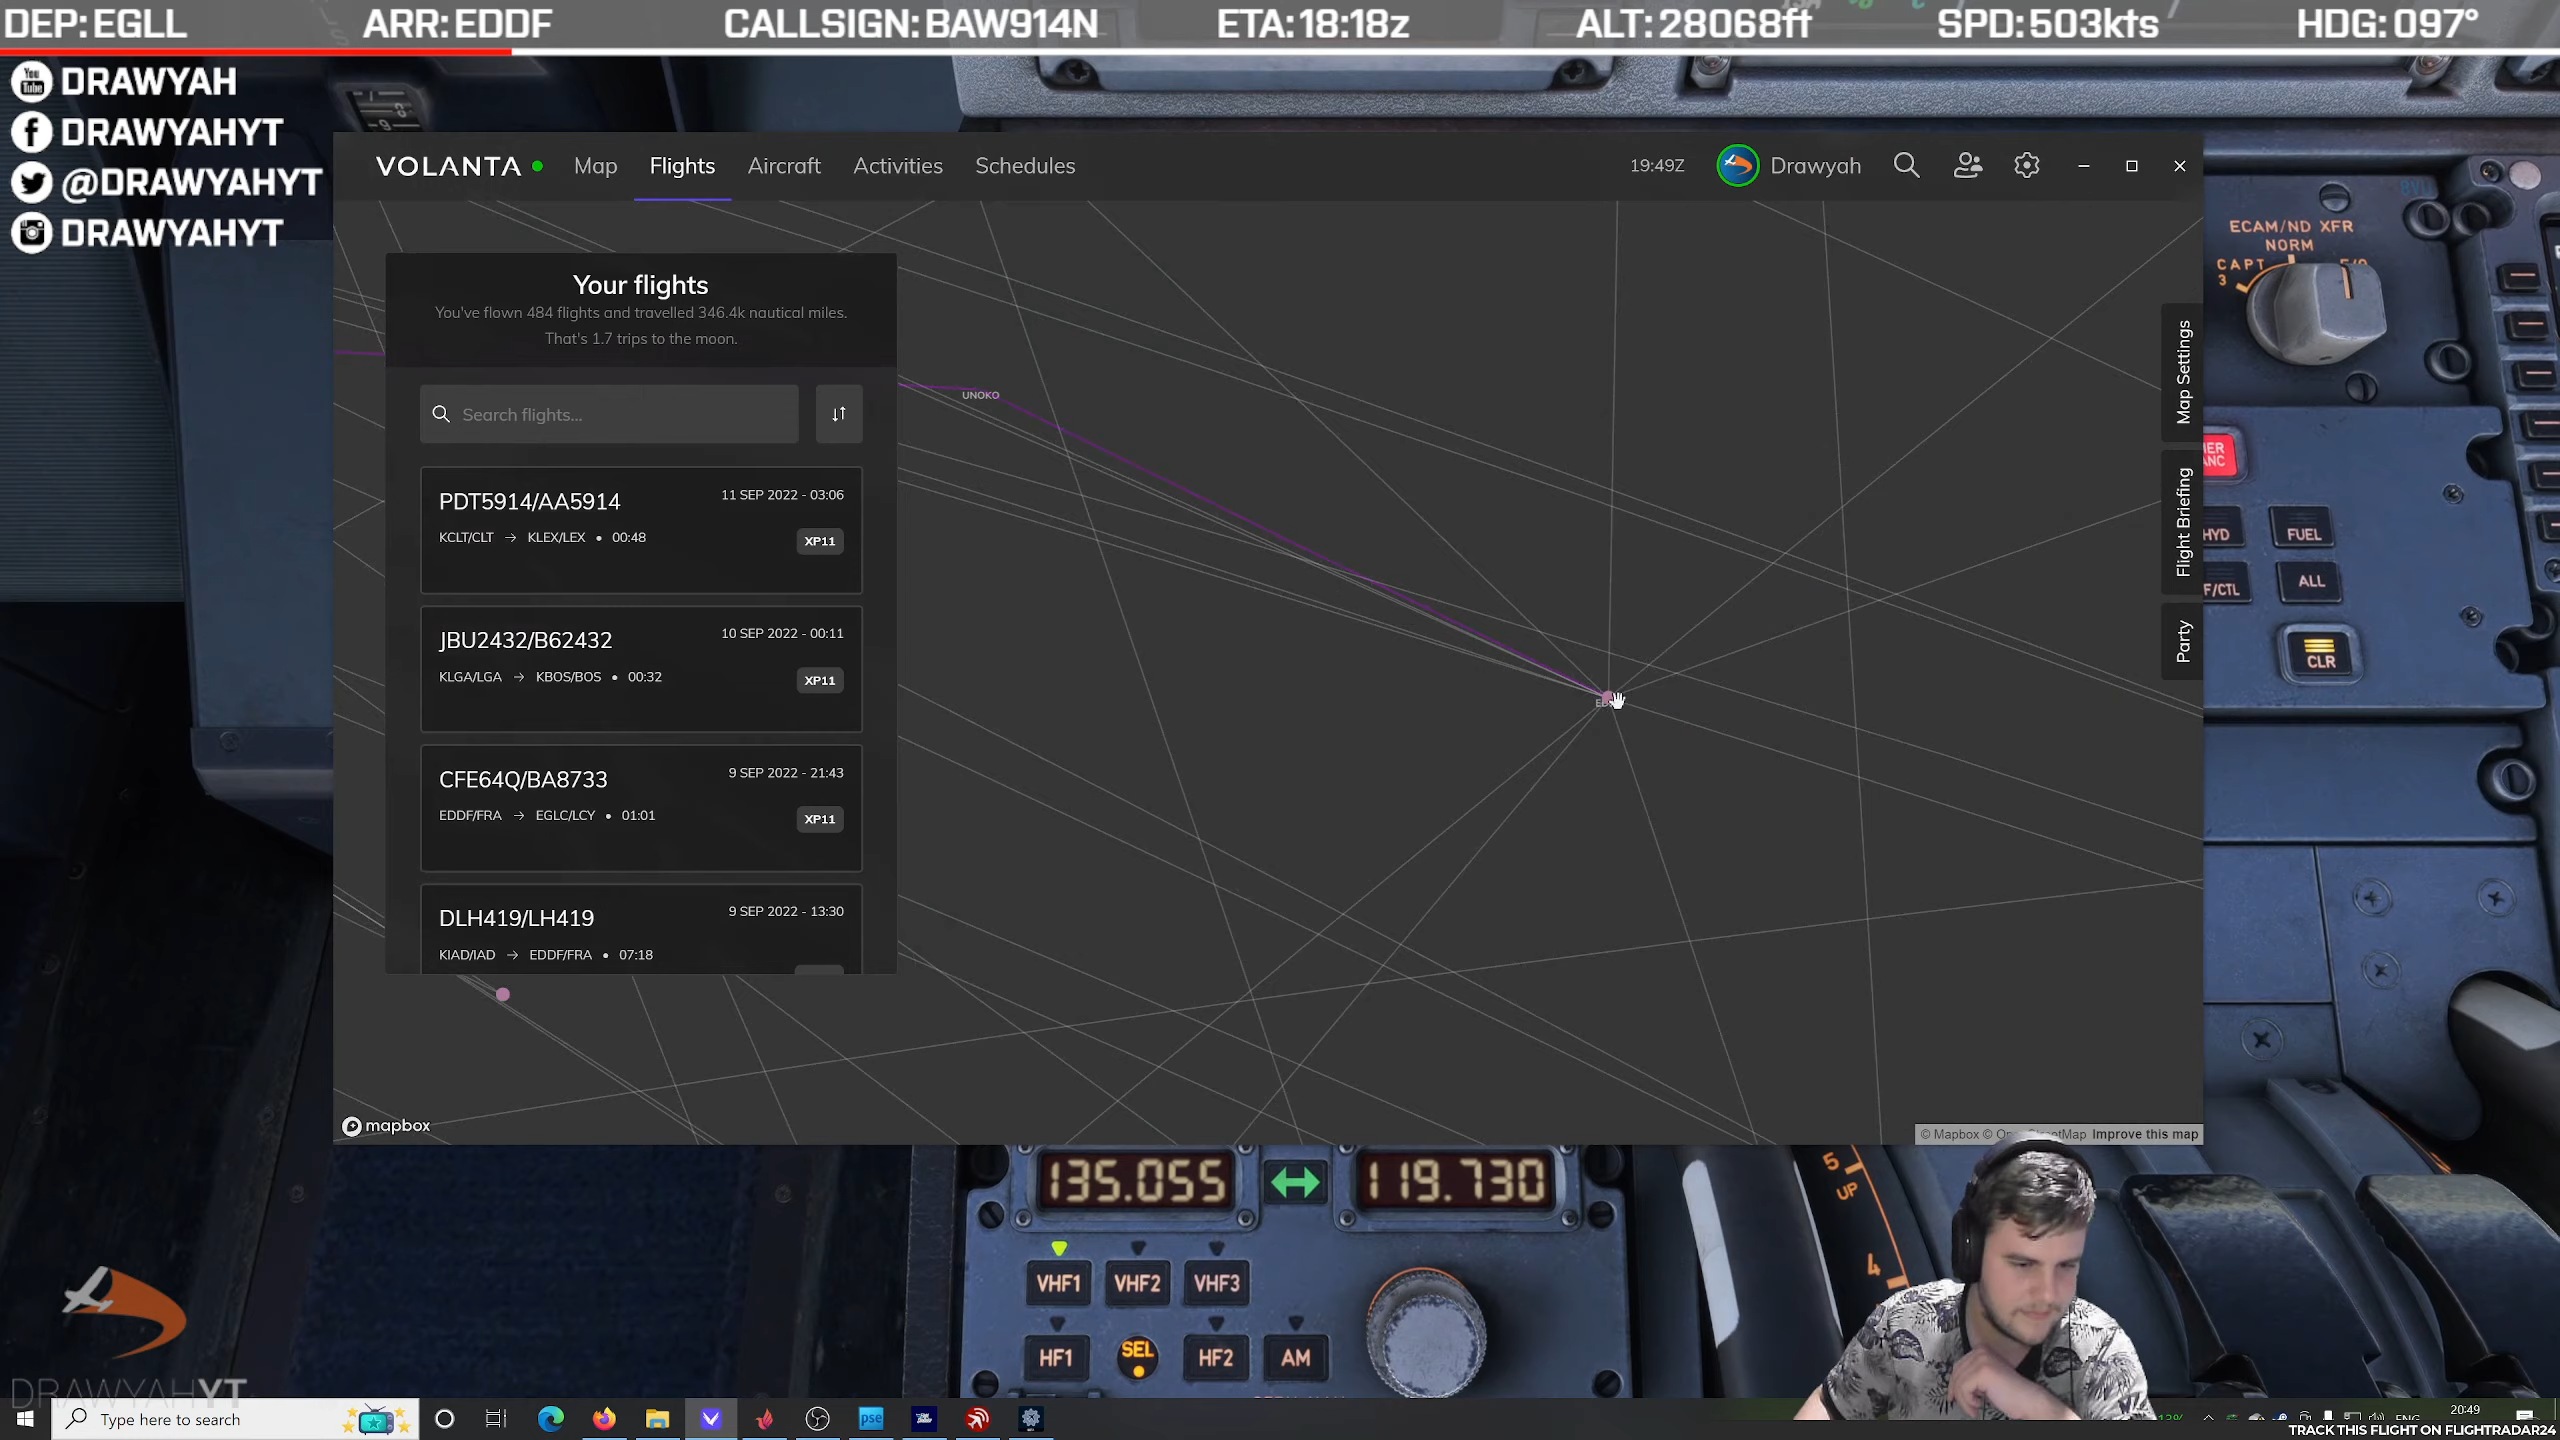 DEP: EGLL ARR: EDDF CALLSIGN: BAW914N ETA: 18:18z ALT: 28068ft SPD: 503kts HDG: 097°
You Tube DRAWYAH
DRAWYAHYT
@DRAWYAHYT
DRAWYAHYT
VOLANTA Map Flights Aircraft Activities Schedules 19:49Z Drawyah
Your flights
You've flown 484 flights and travelled 346.4k nautical miles.
That's 1.7 trips to the moon.
Search flights...
PDT5914/AA5914 11 SEP 2022 - 03:06
KCLT/CLT → KLEX/LEX • 00:48 XP11
JBU2432/B62432 10 SEP 2022 - 00:11
KLGA/LGA → KBOS/BOS • 00:32 XP11
CFE64Q/BA8733 9 SEP 2022 - 21:43
EDDF/FRA → EGLC/LCY • 01:01 XP11
DLH419/LH419 9 SEP 2022 - 13:30
KIAD/IAD → EDDF/FRA • 07:18
UNOKO
Map Settings
Flight Briefing
Party
mapbox
© Mapbox © Improve this map
ECAM/ND XFR
NORM
CAPT
3
HYD FUEL
F/CTL ALL
CLR
135.055 119.730
VHF1 VHF2 VHF3
HF1 SEL HF2 AM
5
UP
4
DRAWYAHYT
Type here to search
pse
20:49
TRACK THIS FLIGHT ON FLIGHTRADAR24